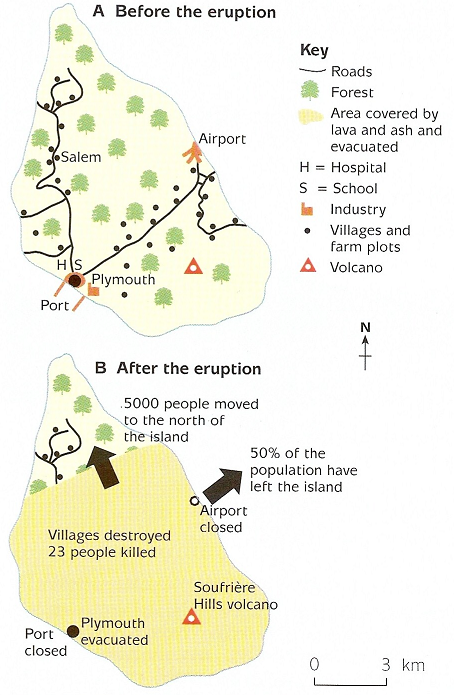 A Before the eruption
Key
Roads
Forest
Area covered by
lava and ash and
evacuated
H = Hospital
S = School
Industry
Villages and
farm plots
Volcano
Airport
Salem
H S
Plymouth
Port
N
B After the eruption
5000 people moved
to the north of
the island
50% of the
population have
left the island
Airport
closed
Villages destroyed
23 people killed
Soufrière
Hills volcano
Plymouth
evacuated
Port
closed
0 3 km